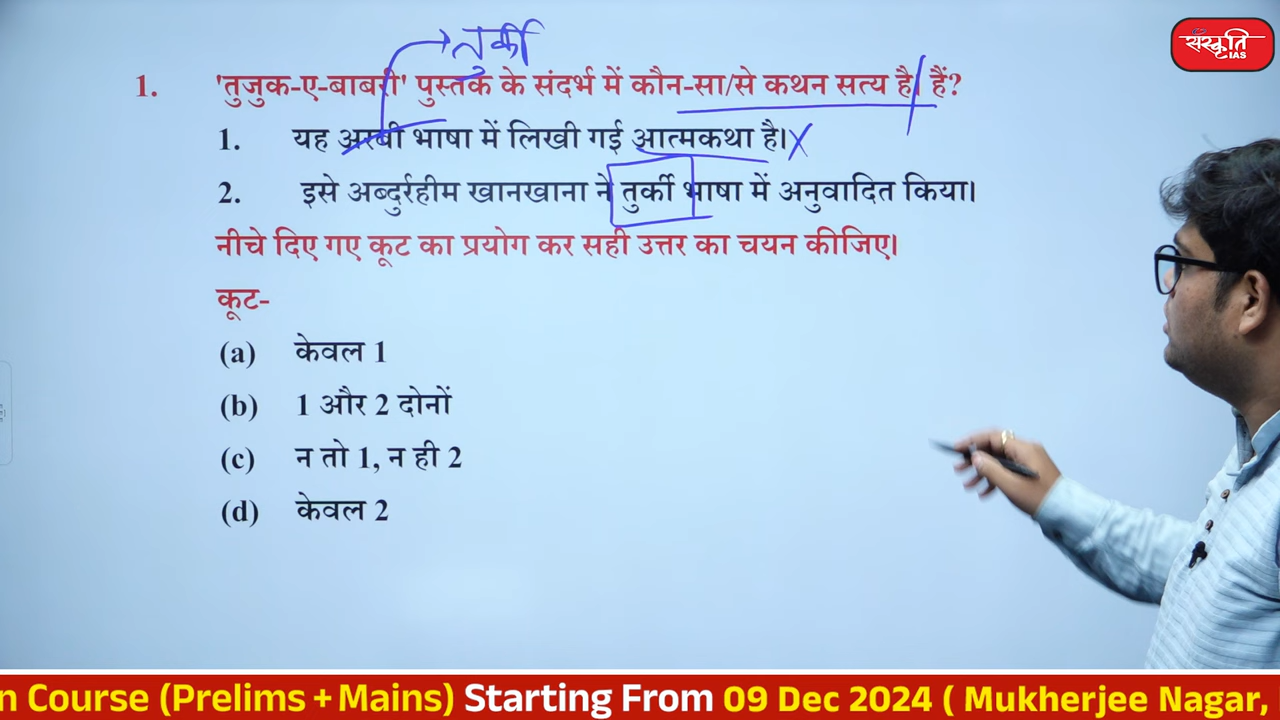 तुर्की
संस्कृति
IAS
1. 'तुजुक-ए-बाबरी' पुस्तक के संदर्भ में कौन-सा/से कथन सत्य है/ हैं?
1. यह अरबी भाषा में लिखी गई आत्मकथा है। X
2. इसे अब्दुर्रहीम खानखाना ने तुर्की भाषा में अनुवादित किया।
नीचे दिए गए कूट का प्रयोग कर सही उत्तर का चयन कीजिए।
कूट-
(a) केवल 1
(b) 1 और 2 दोनों
(c) न तो 1, न ही 2
(d) केवल 2
n Course (Prelims + Mains) Starting From 09 Dec 2024 ( Mukherjee Nagar,